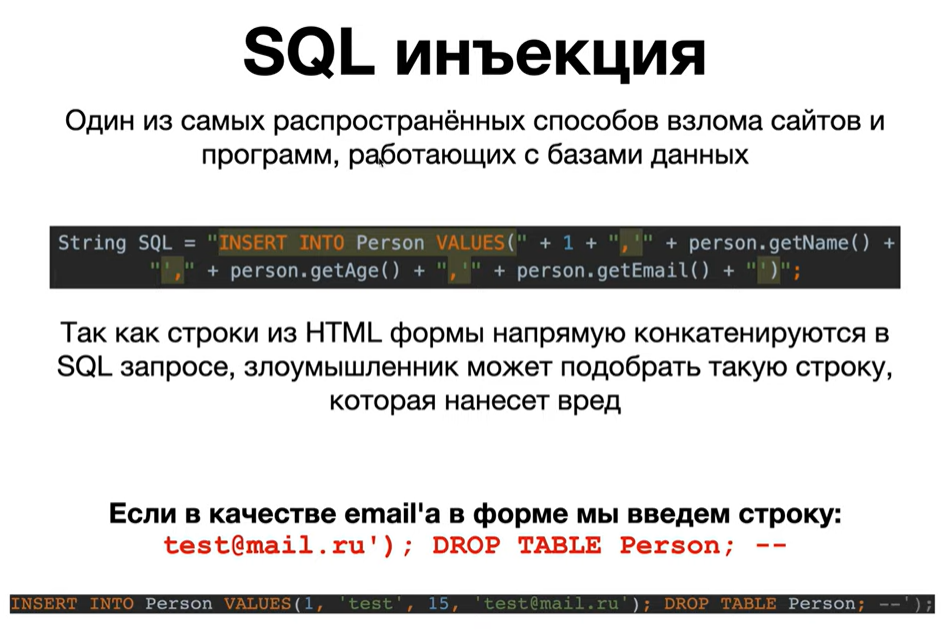 SQL инъекция
Один из самых распространённых способов взлома сайтов и
программ, работающих с базами данных
String SQL = "INSERT INTO Person VALUES(" + 1 + ",'" + person.getName() +
"'," + person.getAge() + ",'" + person.getEmail() + "')";
Так как строки из HTML формы напрямую конкатенируются в
SQL запросе, злоумышленник может подобрать такую строку,
которая нанесет вред
Если в качестве email'а в форме мы введем строку:
test@mail.ru'); DROP TABLE Person; --
INSERT INTO Person VALUES(1, 'test', 15, 'test@mail.ru'); DROP TABLE Person; --');